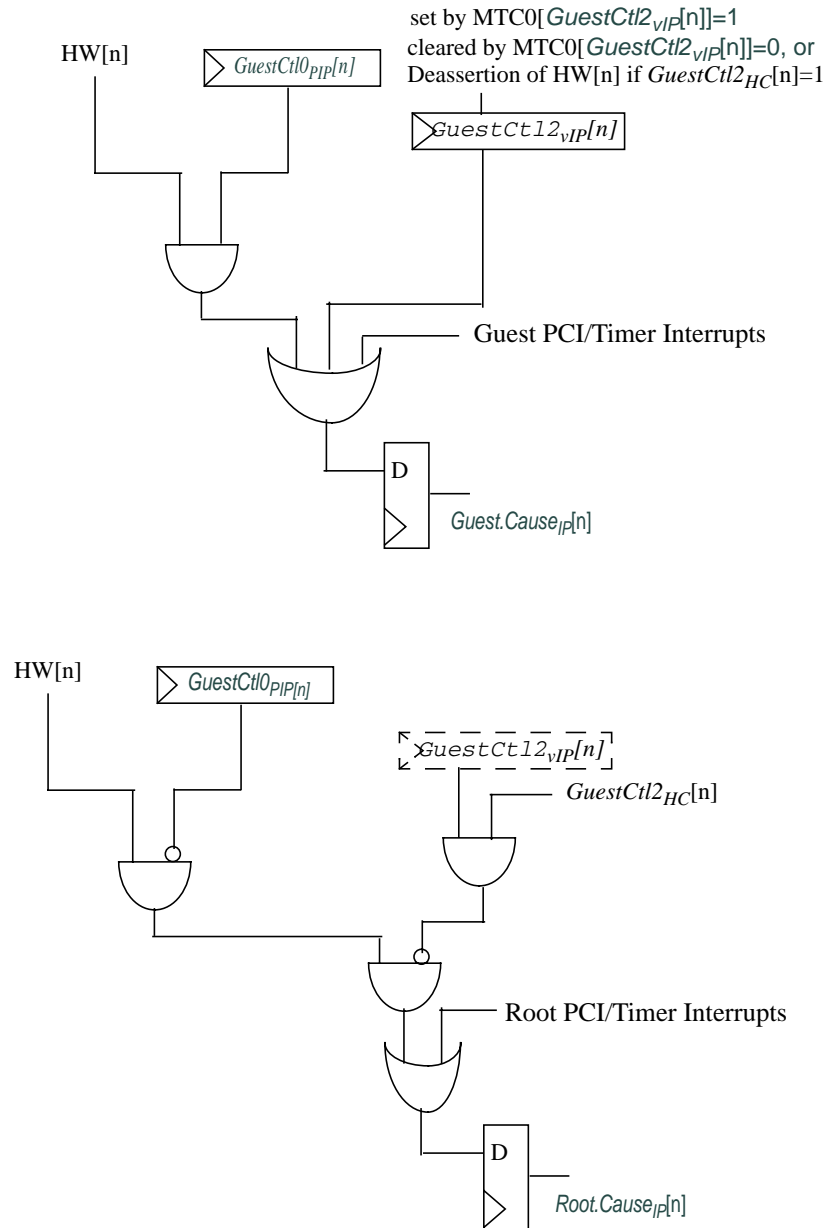 set by MTC0[GuestCtl2vIP[n]]=1
HW[n]
GuestCtl0PIP[n]
cleared by MTC0[GuestCtl2vIP[n]]=0, or
Deassertion of HW[n] if GuestCtl2HC[n]=1
GuestCtl2vIP[n]
Guest PCI/Timer Interrupts
D
Guest.CauseIP[n]
HW[n]
GuestCtl0PIP[n]
GuestCtl2vIP[n]
GuestCtl2HC[n]
Root PCI/Timer Interrupts
D
Root.CauseIP[n]